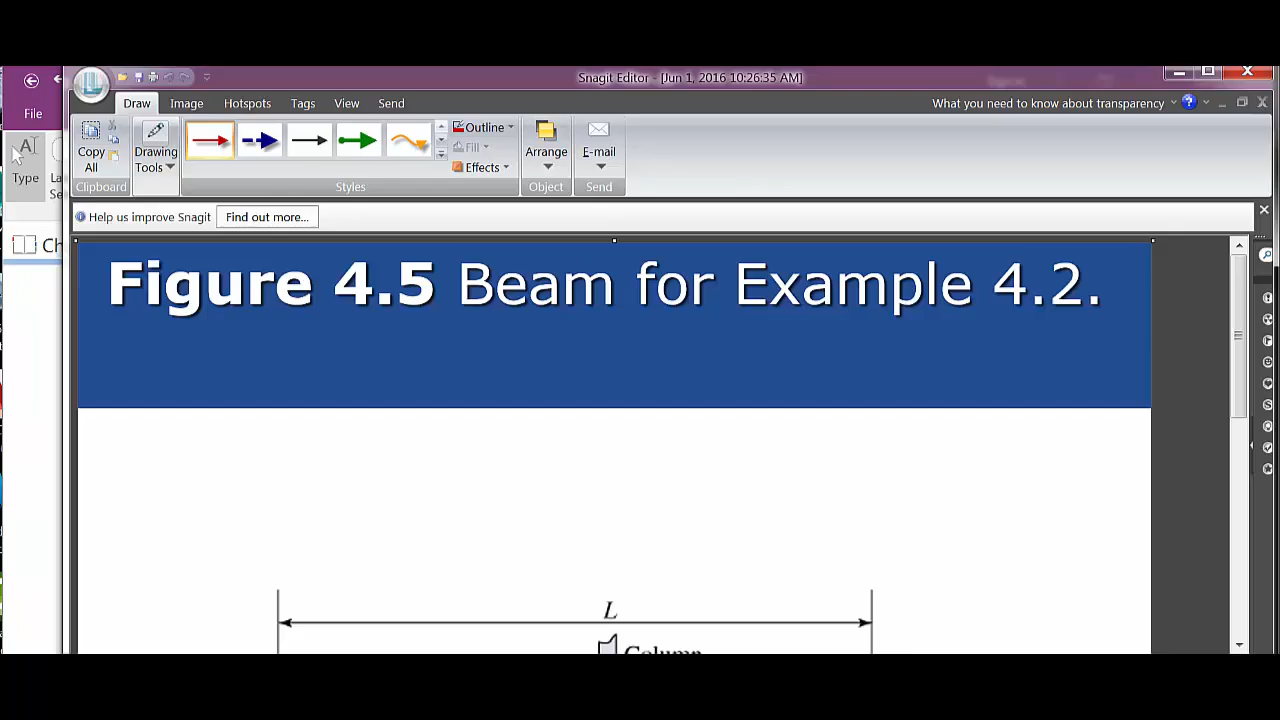 Snagit Editor - [Jun 1, 2016 10:26:35 AM]
File
Draw Image Hotspots Tags View Send
What you need to know about transparency
A
Type
Copy
All
Clipboard
Drawing
Tools
Styles
Outline
Fill
Effects
Arrange
Object
E-mail
Send
Help us improve Snagit
Find out more...
Ch
Figure 4.5 Beam for Example 4.2.
L
Column